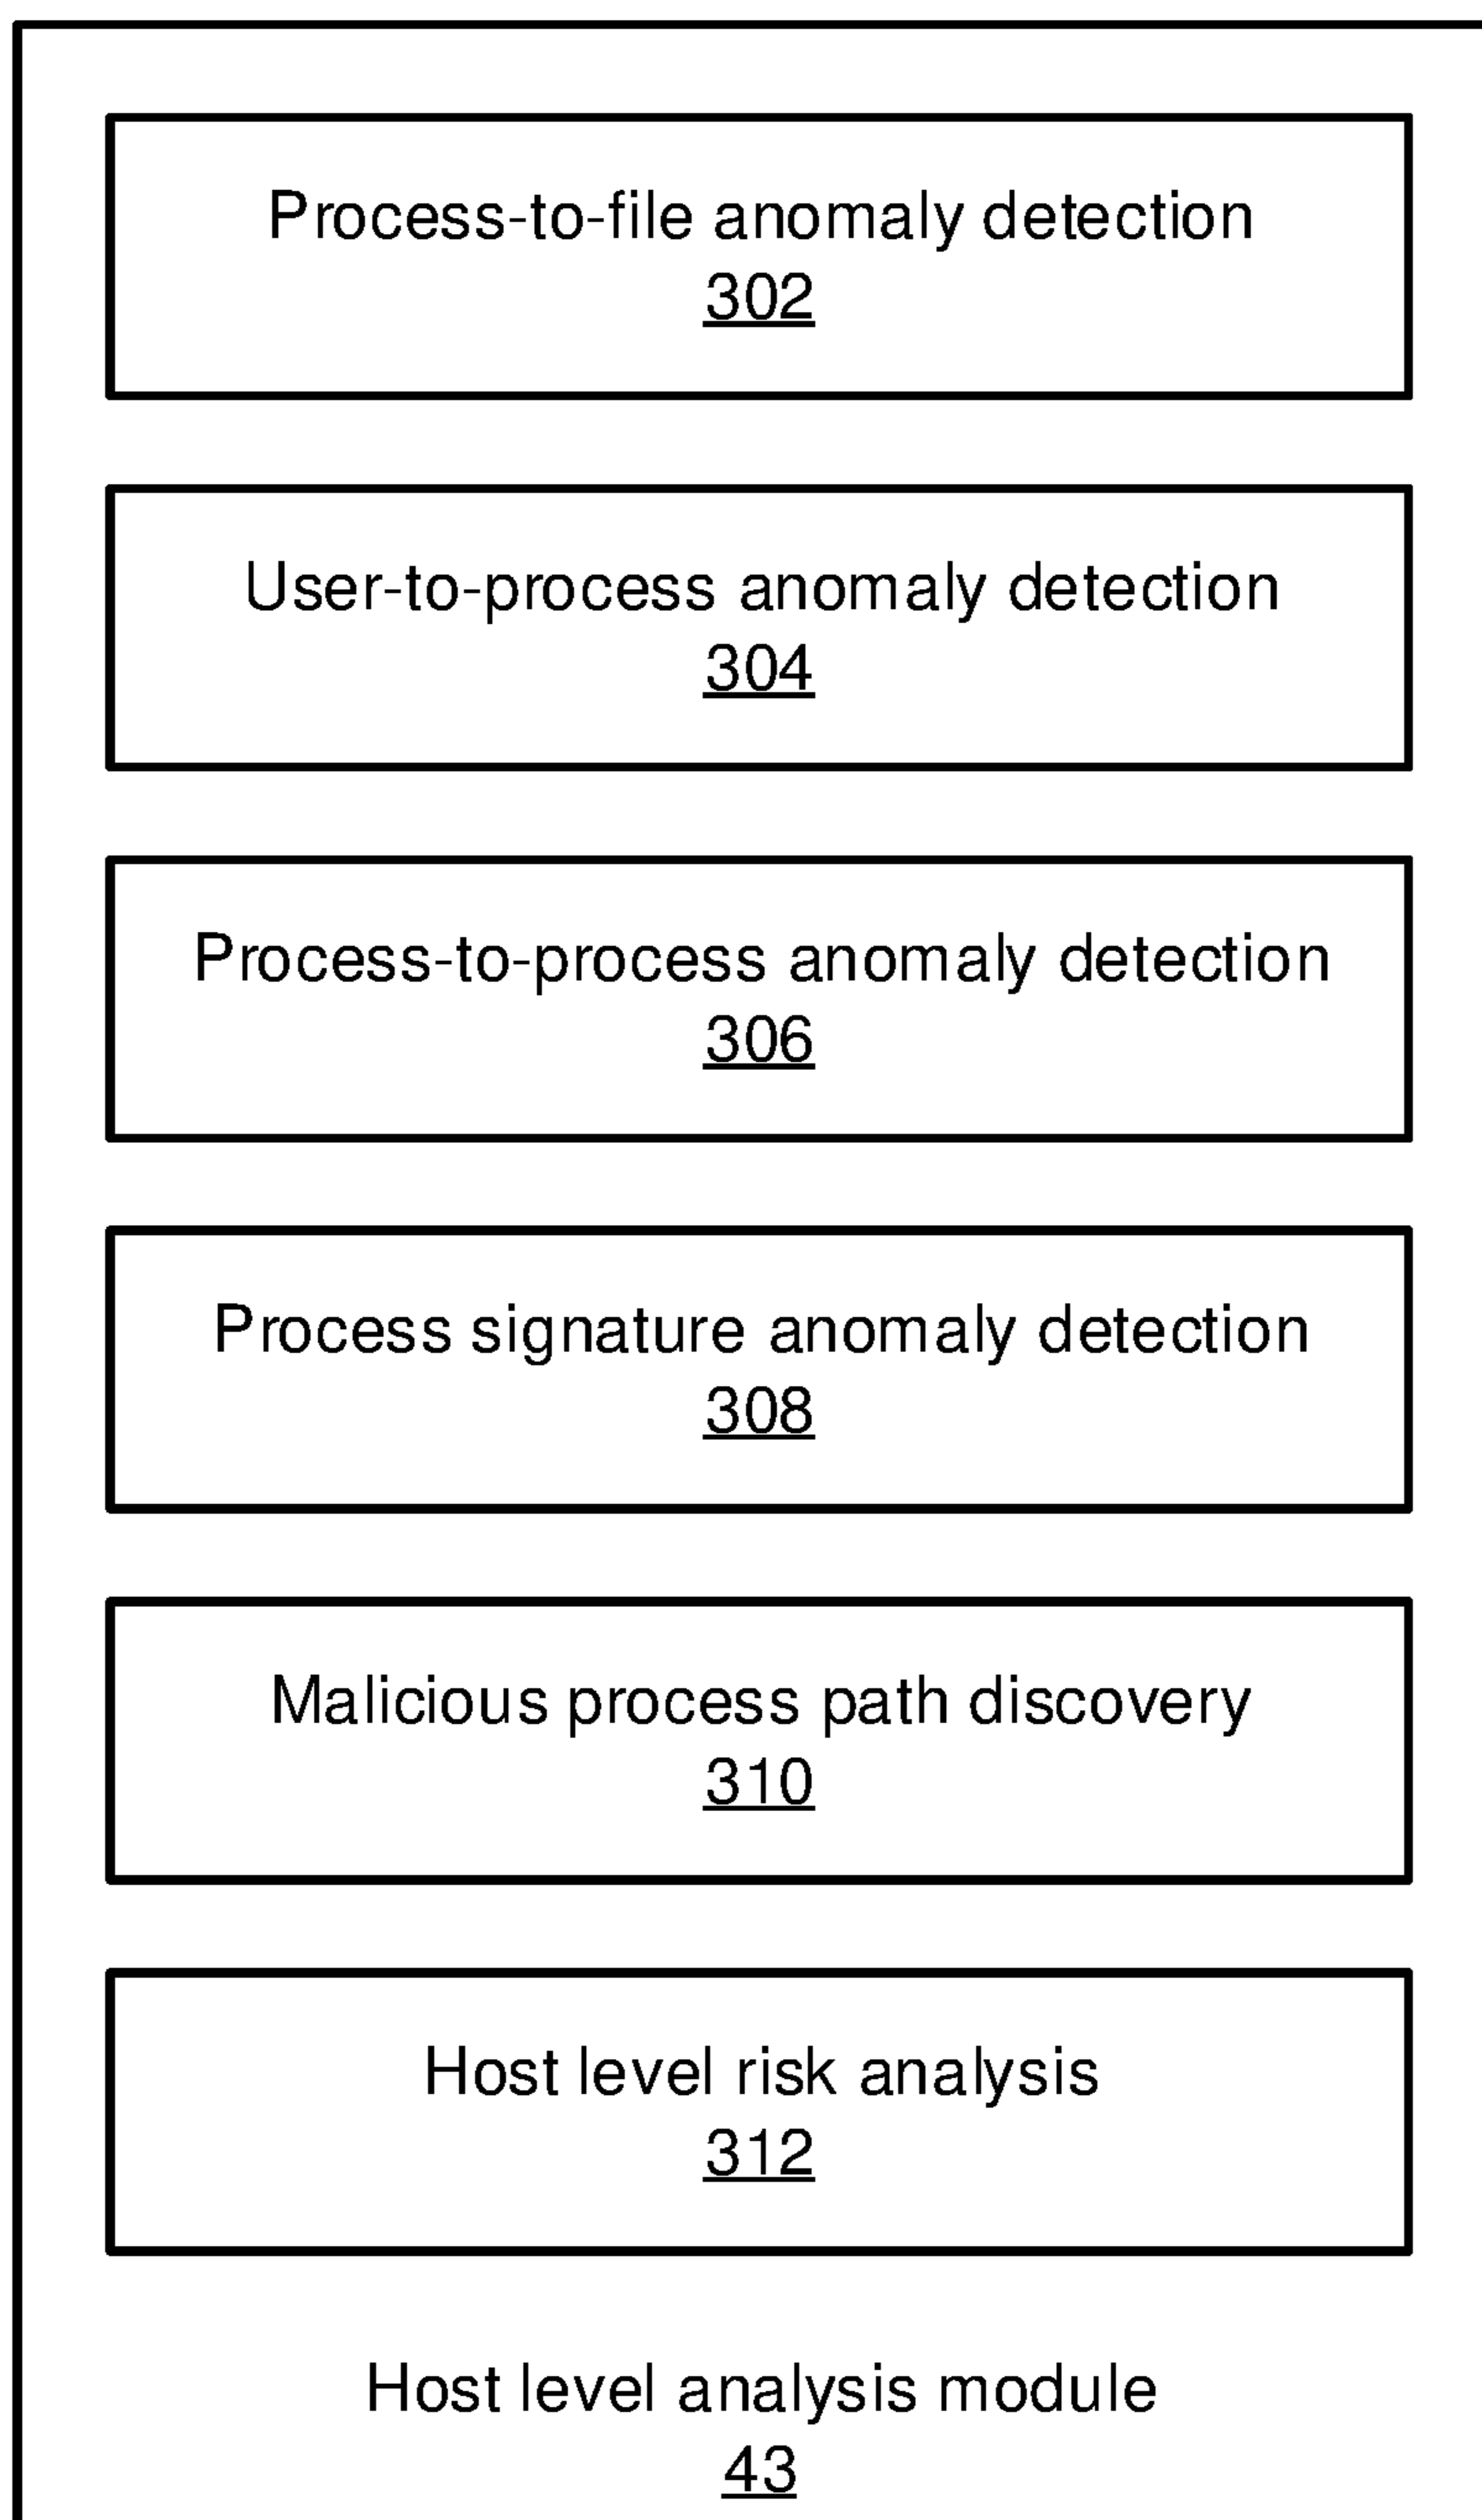 Process-to-file anomaly detection
302
User-to-process anomaly detection
304
Process-to-process anomaly detection
306
Process signature anomaly detection
308
Malicious process path discovery
310
Host level risk analysis
312
Host level analysis module
43